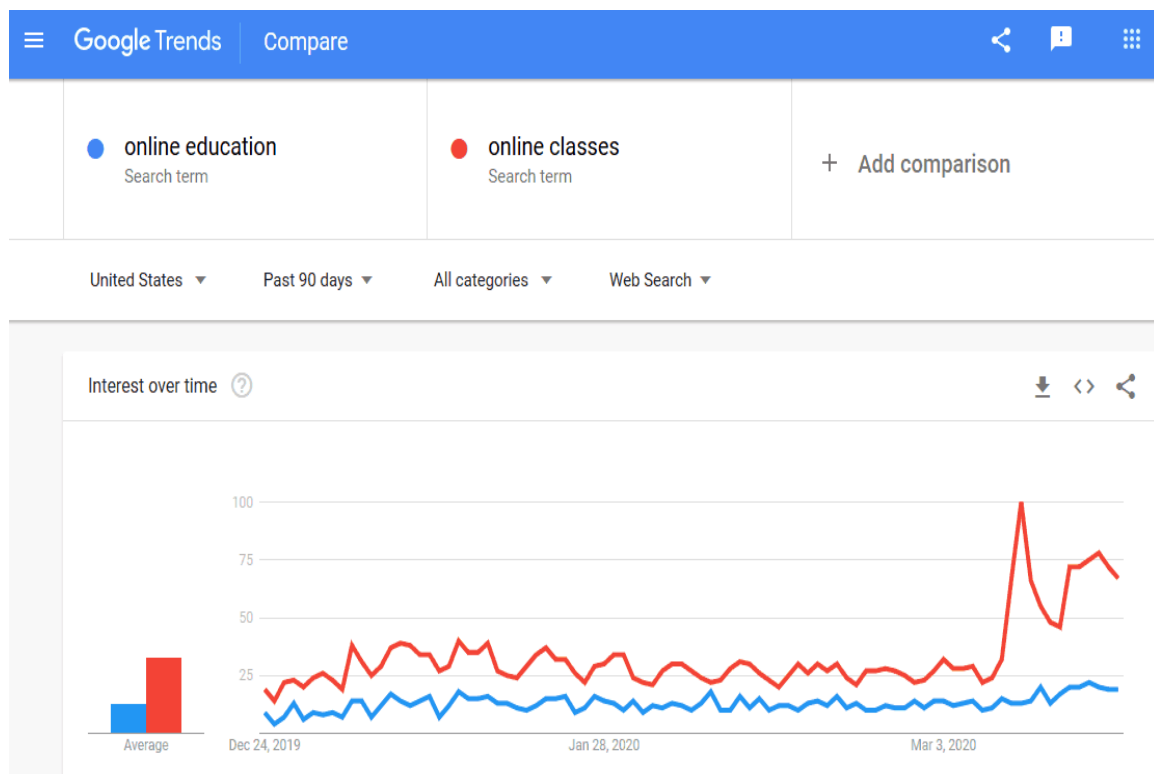 Google Trends Compare
online education
Search term
online classes
Search term
+ Add comparison
United States
Past 90 days
All categories
Web Search
Interest over time ?
100
75
50
25
Average
Dec 24, 2019
Jan 28, 2020
Mar 3, 2020